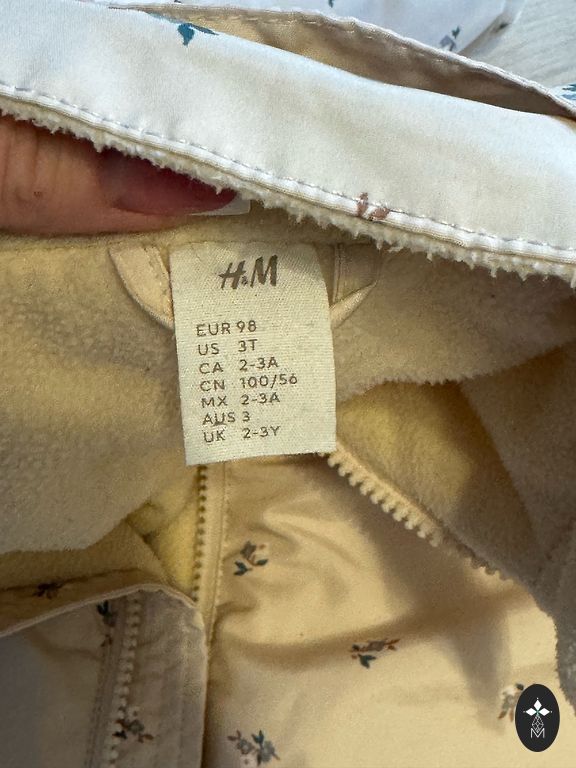 H&M
EUR 98
US 3T
CA 2-3A
CN 100/56
MX 2-3A
AUS 3
UK 2-3Y
M